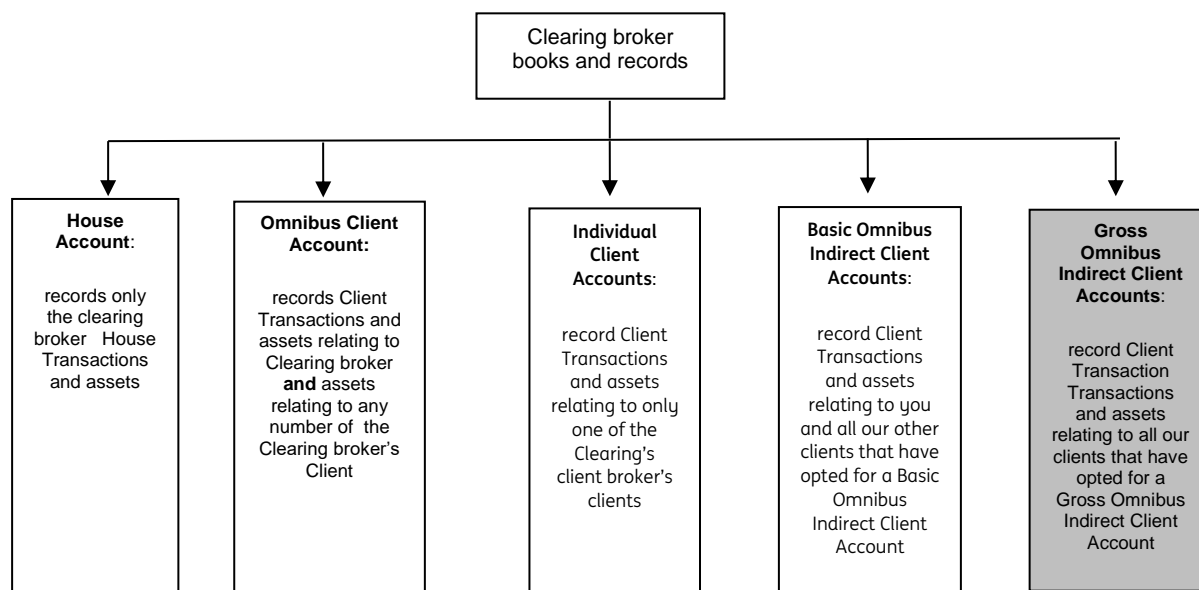 Clearing broker
books and records
House
Account:
records only
the clearing
broker House
Transactions
and assets
Omnibus Client
Account:
records Client
Transactions and
assets relating to
Clearing broker
and assets
relating to any
number of the
Clearing broker's
Client
Individual
Client
Accounts:
record Client
Transactions
and assets
relating to only
one of the
Clearing's
client broker's
clients
Basic Omnibus
Indirect Client
Accounts:
record Client
Transactions
and assets
relating to you
and all our other
clients that have
opted for a Basic
Omnibus
Indirect Client
Account
Gross
Omnibus
Indirect Client
Accounts:
record Client
Transaction
Transactions
and assets
relating to all our
clients that have
opted for a
Gross Omnibus
Indirect Client
Account